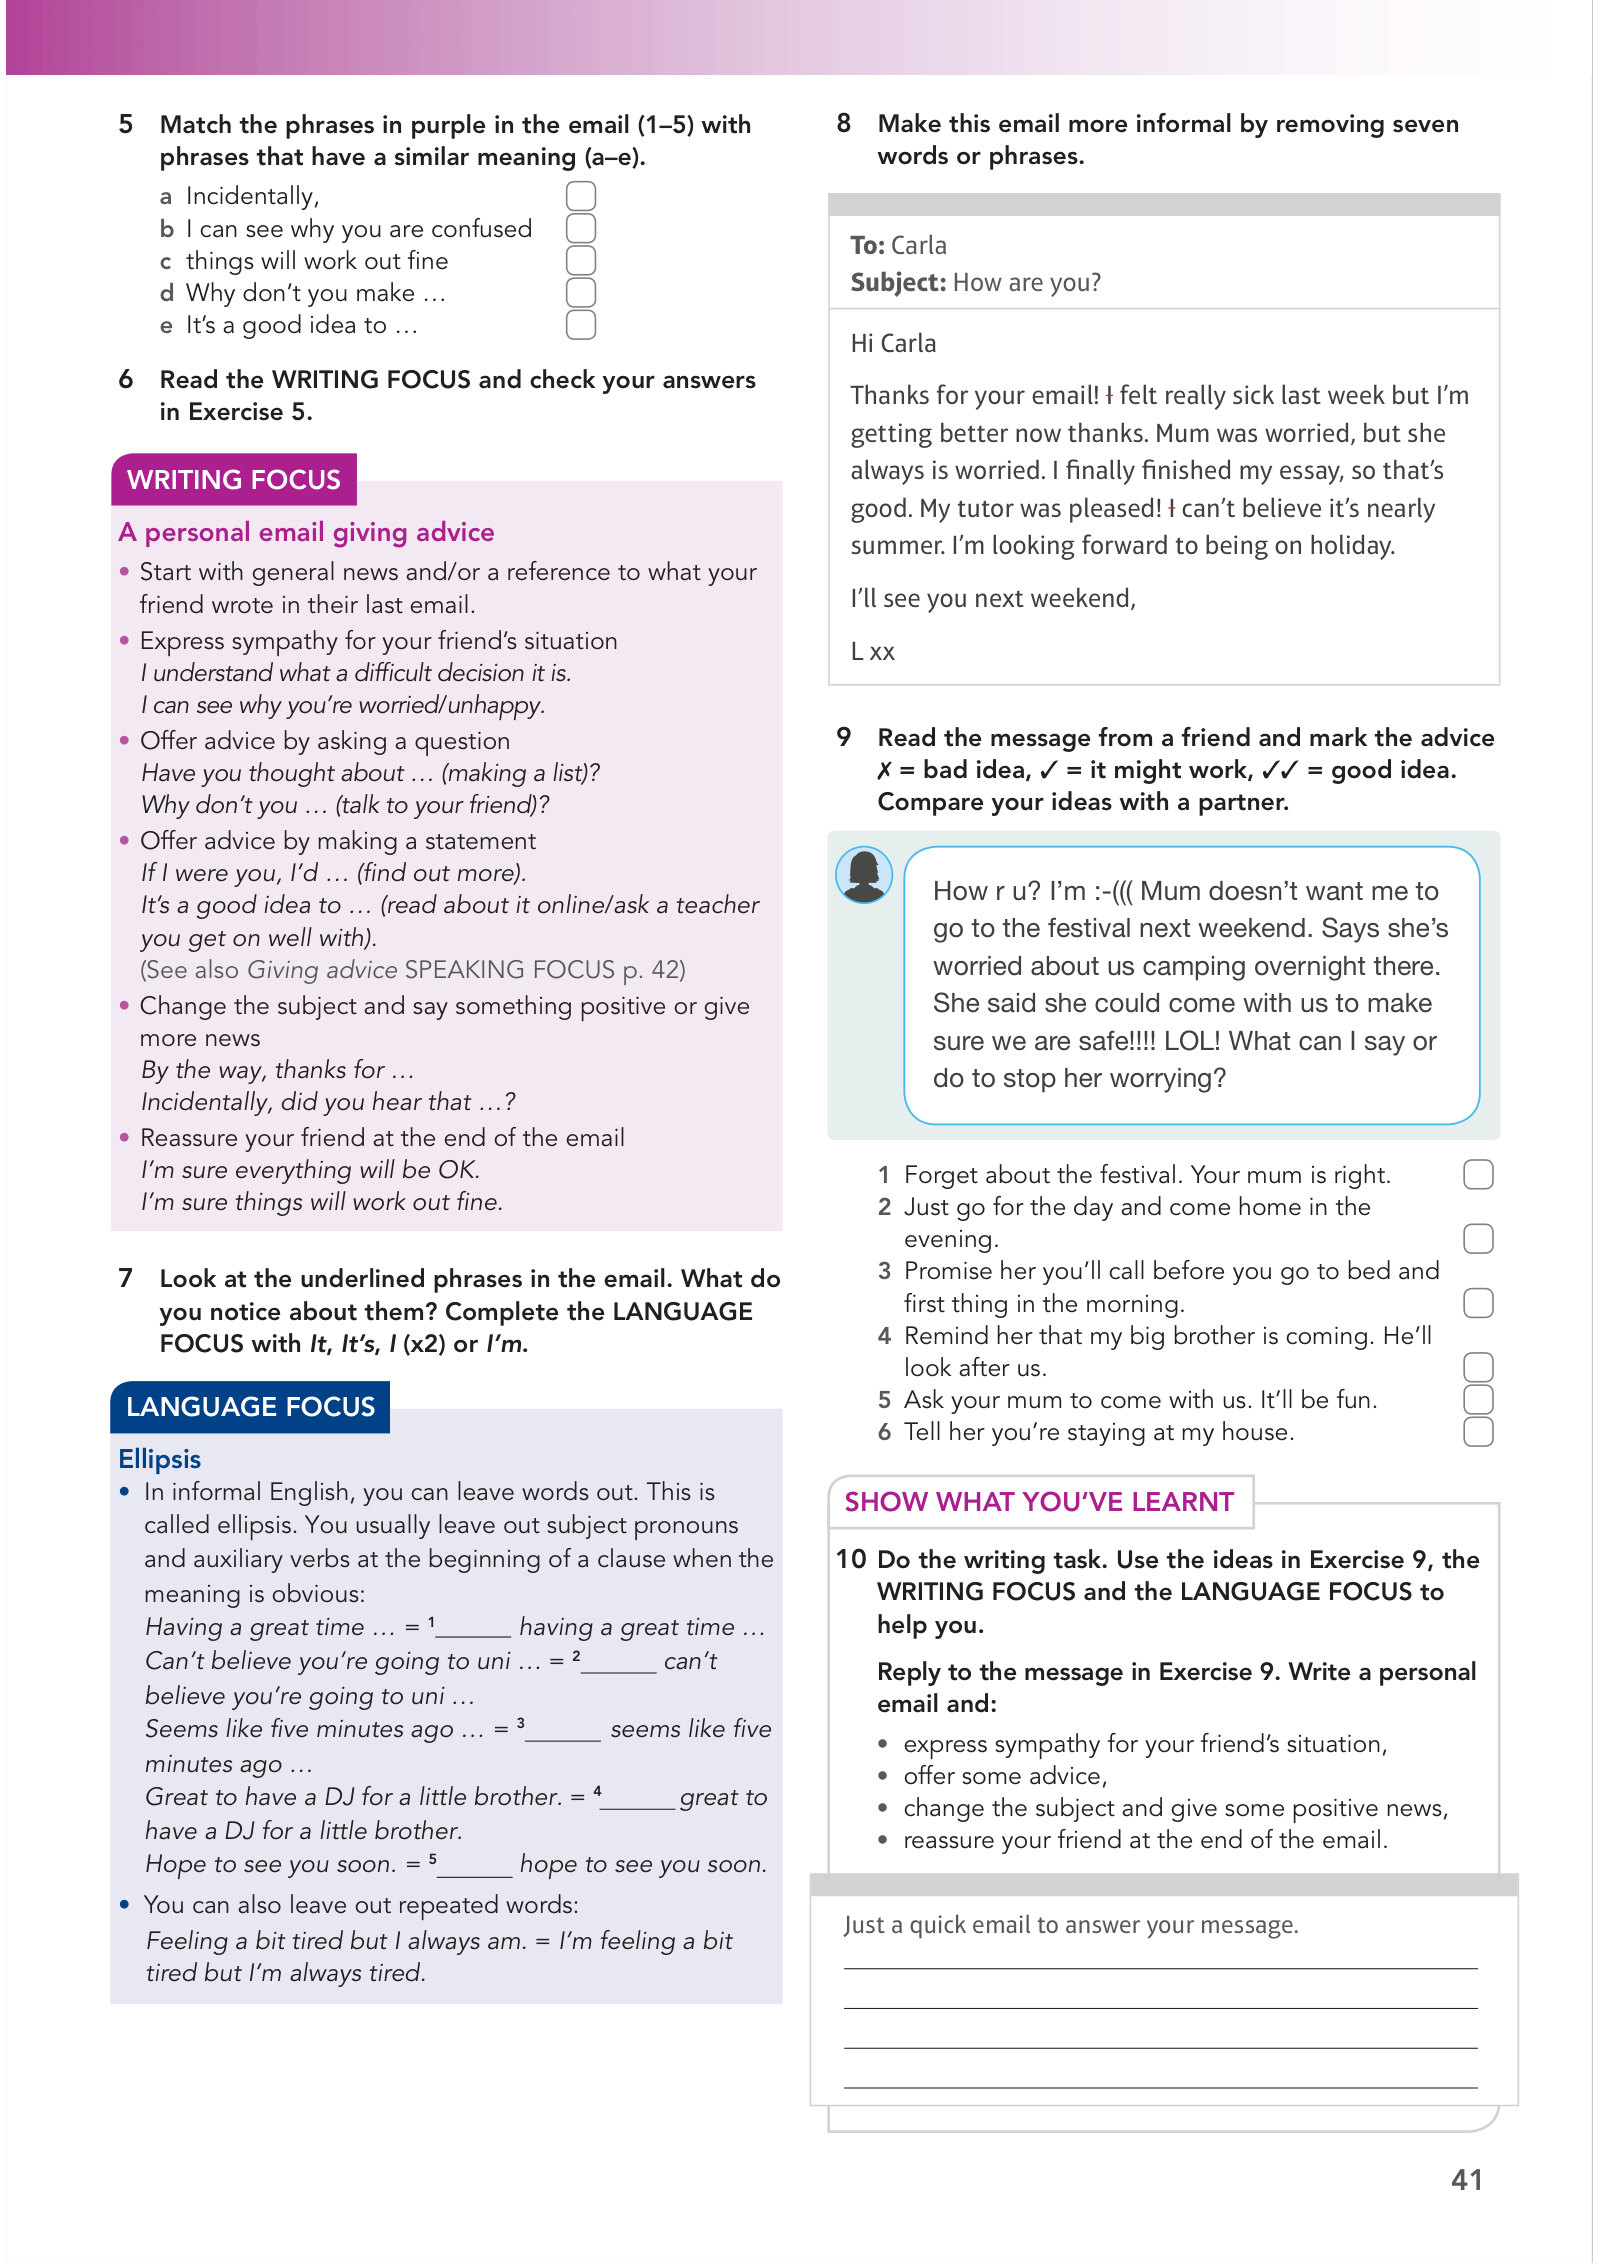 5 Match the phrases in purple in the email (1–5) with
phrases that have a similar meaning (a–e).
a Incidentally,
b I can see why you are confused
c things will work out fine
d Why don't you make …
e It's a good idea to …
6 Read the WRITING FOCUS and check your answers
in Exercise 5.
WRITING FOCUS
A personal email giving advice
• Start with general news and/or a reference to what your
friend wrote in their last email.
• Express sympathy for your friend's situation
I understand what a difficult decision it is.
I can see why you're worried/unhappy.
• Offer advice by asking a question
Have you thought about … (making a list)?
Why don't you … (talk to your friend)?
• Offer advice by making a statement
If I were you, I'd … (find out more).
It's a good idea to … (read about it online/ask a teacher
you get on well with).
(See also Giving advice SPEAKING FOCUS p. 42)
• Change the subject and say something positive or give
more news
By the way, thanks for …
Incidentally, did you hear that …?
• Reassure your friend at the end of the email
I'm sure everything will be OK.
I'm sure things will work out fine.
7 Look at the underlined phrases in the email. What do
you notice about them? Complete the LANGUAGE
FOCUS with It, It's, I (x2) or I'm.
LANGUAGE FOCUS
Ellipsis
• In informal English, you can leave words out. This is
called ellipsis. You usually leave out subject pronouns
and auxiliary verbs at the beginning of a clause when the
meaning is obvious:
Having a great time … = 1______ having a great time …
Can't believe you're going to uni … = 2______ can't
believe you're going to uni …
Seems like five minutes ago … = 3______ seems like five
minutes ago …
Great to have a DJ for a little brother. = 4______ great to
have a DJ for a little brother.
Hope to see you soon. = 5______ hope to see you soon.
• You can also leave out repeated words:
Feeling a bit tired but I always am. = I'm feeling a bit
tired but I'm always tired.
8 Make this email more informal by removing seven
words or phrases.
To: Carla
Subject: How are you?
Hi Carla
Thanks for your email! I felt really sick last week but I'm
getting better now thanks. Mum was worried, but she
always is worried. I finally finished my essay, so that's
good. My tutor was pleased! I can't believe it's nearly
summer. I'm looking forward to being on holiday.
I'll see you next weekend,
L xx
9 Read the message from a friend and mark the advice
✗ = bad idea, ✓ = it might work, ✓✓ = good idea.
Compare your ideas with a partner.
How r u? I'm :-((( Mum doesn't want me to
go to the festival next weekend. Says she's
worried about us camping overnight there.
She said she could come with us to make
sure we are safe!!!! LOL! What can I say or
do to stop her worrying?
1 Forget about the festival. Your mum is right.
2 Just go for the day and come home in the
evening.
3 Promise her you'll call before you go to bed and
first thing in the morning.
4 Remind her that my big brother is coming. He'll
look after us.
5 Ask your mum to come with us. It'll be fun.
6 Tell her you're staying at my house.
SHOW WHAT YOU'VE LEARNT
10 Do the writing task. Use the ideas in Exercise 9, the
WRITING FOCUS and the LANGUAGE FOCUS to
help you.
Reply to the message in Exercise 9. Write a personal
email and:
• express sympathy for your friend's situation,
• offer some advice,
• change the subject and give some positive news,
• reassure your friend at the end of the email.
Just a quick email to answer your message.
41